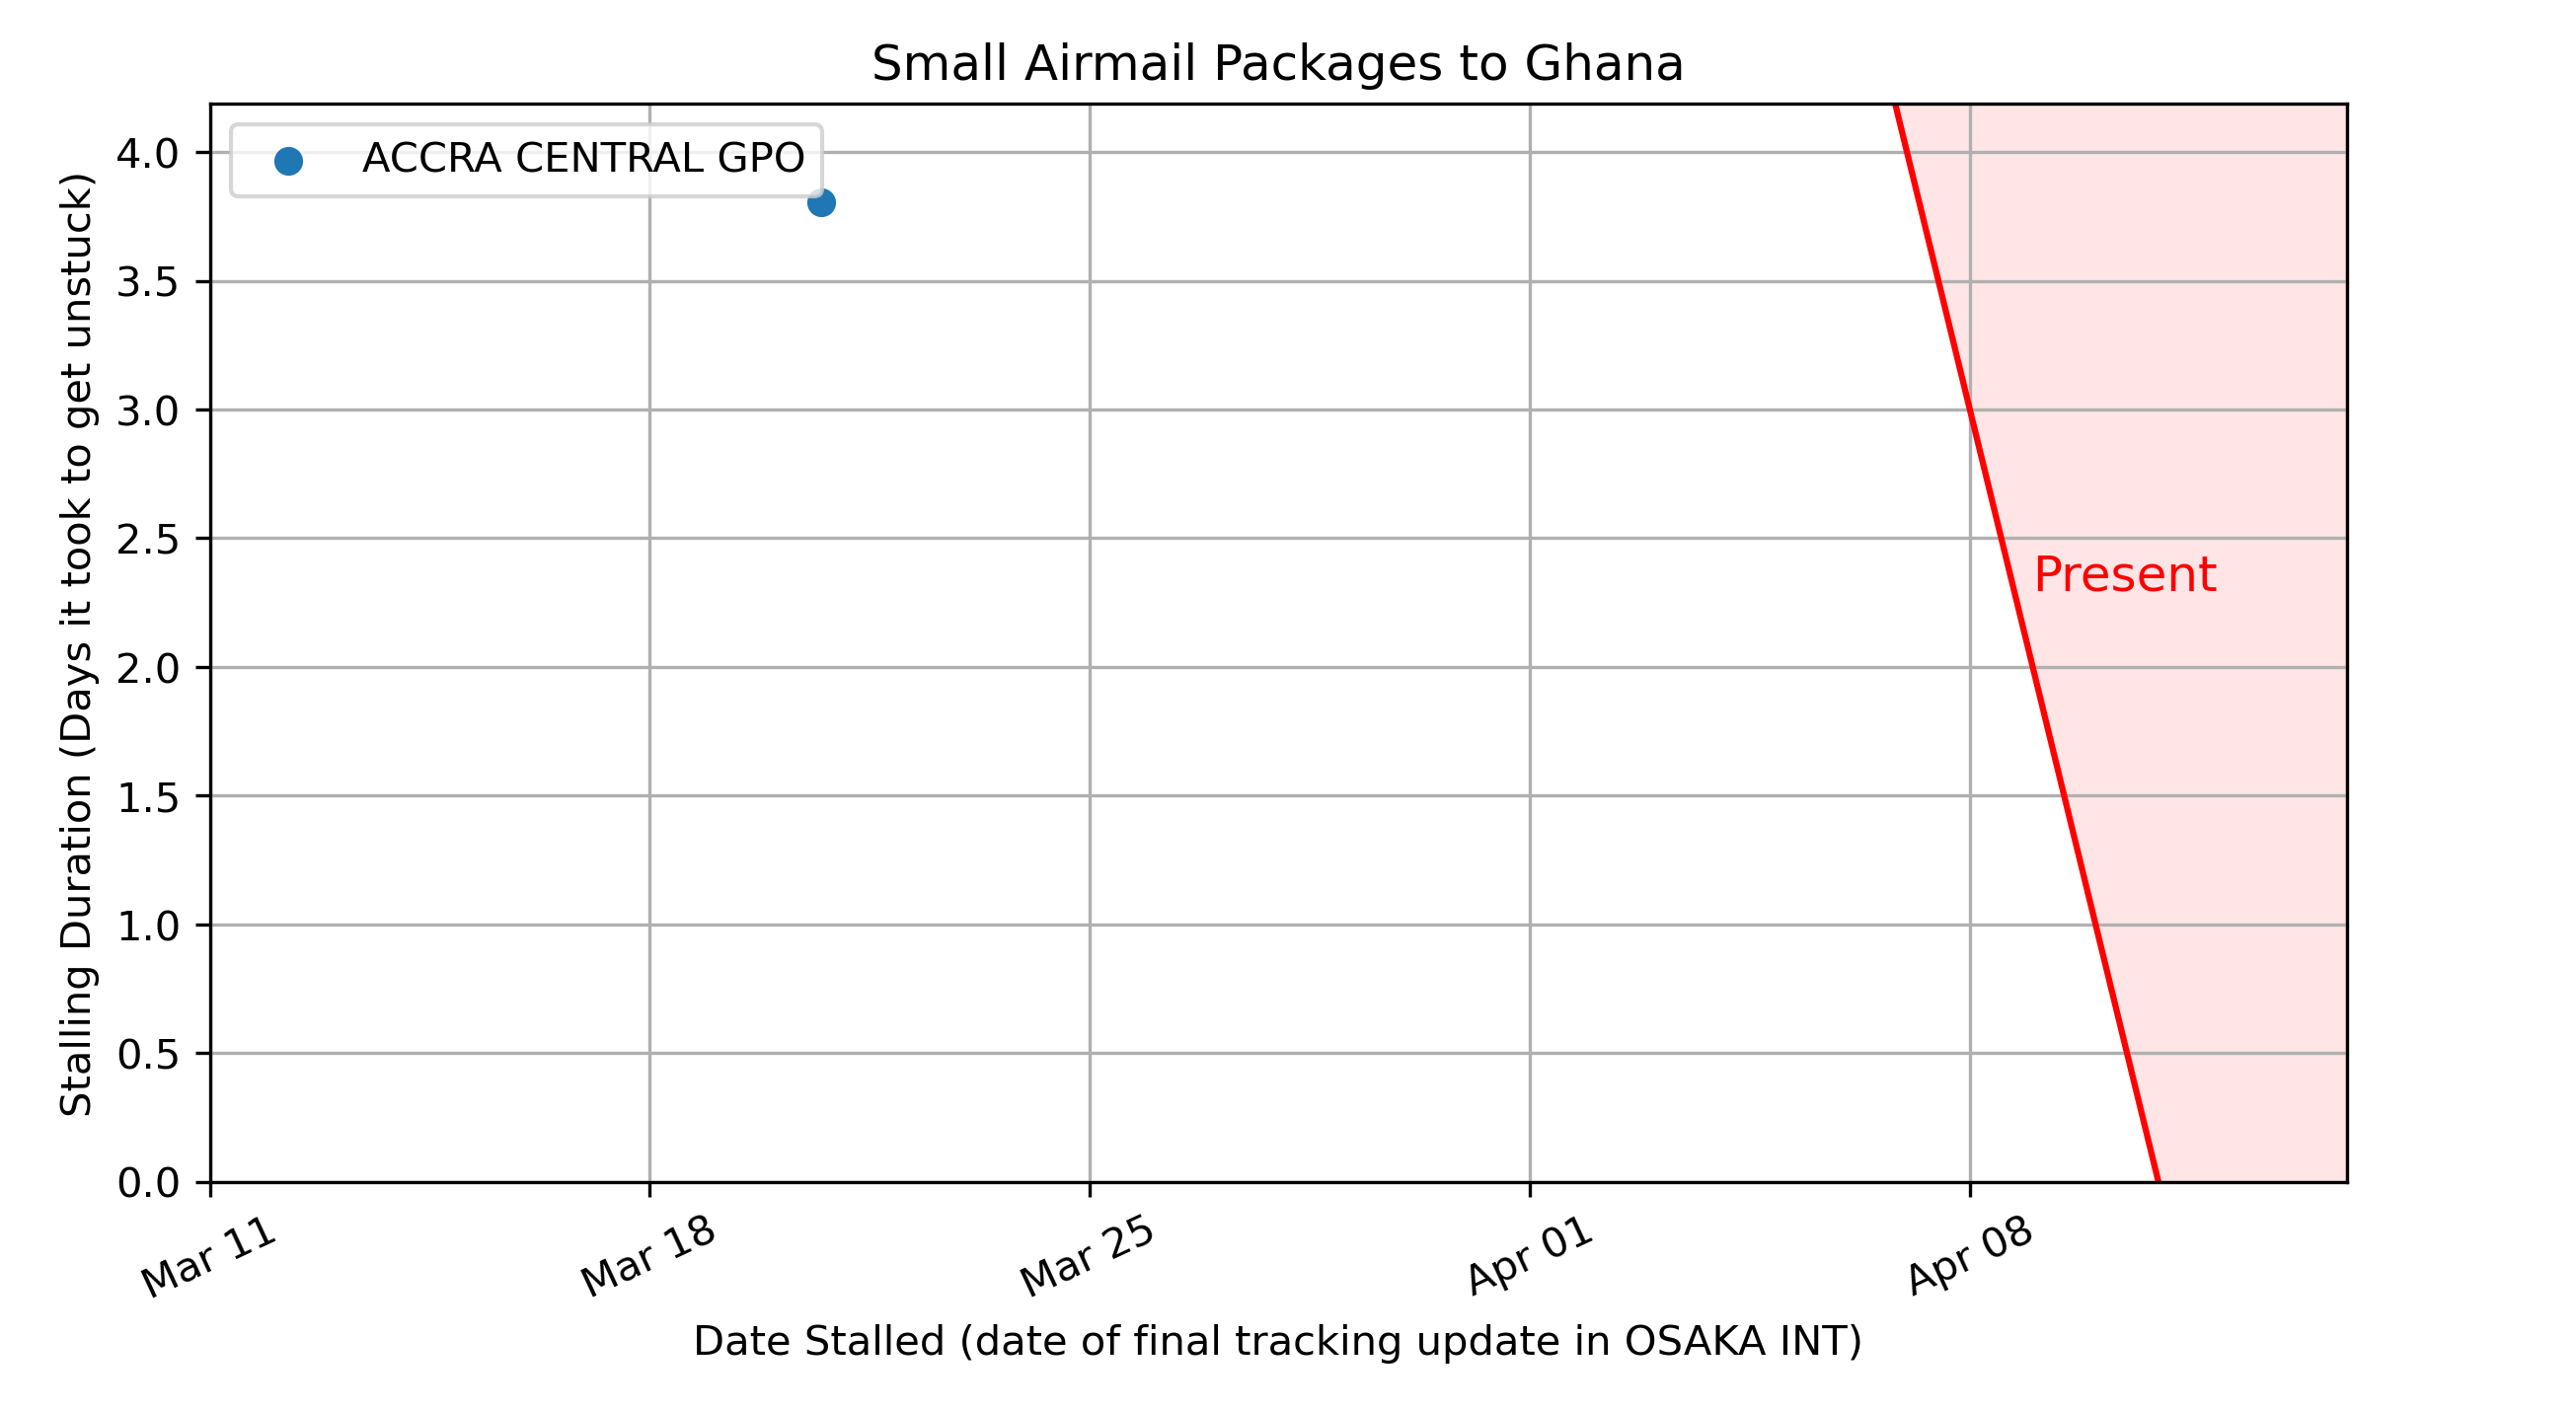 Small Airmail Packages to Ghana
ACCRA CENTRAL GPO
Stalling Duration (Days it took to get unstuck)
4.0
3.5
3.0
2.5
2.0
1.5
1.0
0.5
0.0
Present
Mar 11
Mar 18
Mar 25
Apr 01
Apr 08
Date Stalled (date of final tracking update in OSAKA INT)